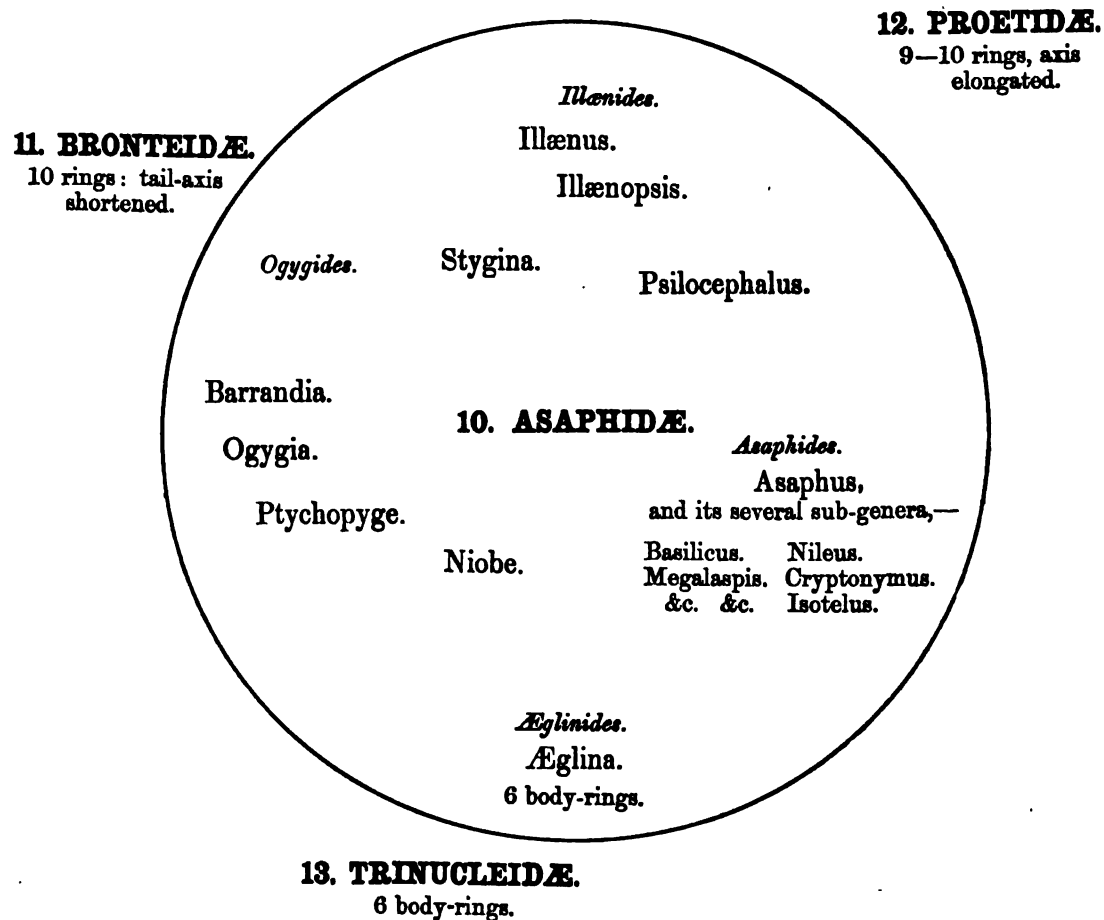 12. PROETIDÆ.
9—10 rings, axis
elongated.
Illænides.
11. BRONTEIDÆ.
10 rings: tail-axis
shortened.
Illænus.
Illænopsis.
Ogygides.
Stygina.
Psilocephalus.
Barrandia.
10. ASAPHIDÆ.
Ogygia.
Asaphides.
Asaphus,
and its several sub-genera,—
Ptychopyge.
Niobe.
Basilicus. Nileus.
Megalaspis. Cryptonymus.
&c. &c. Isotelus.
Æglinides.
Æglina.
6 body-rings.
13. TRINUCLEIDÆ.
6 body-rings.